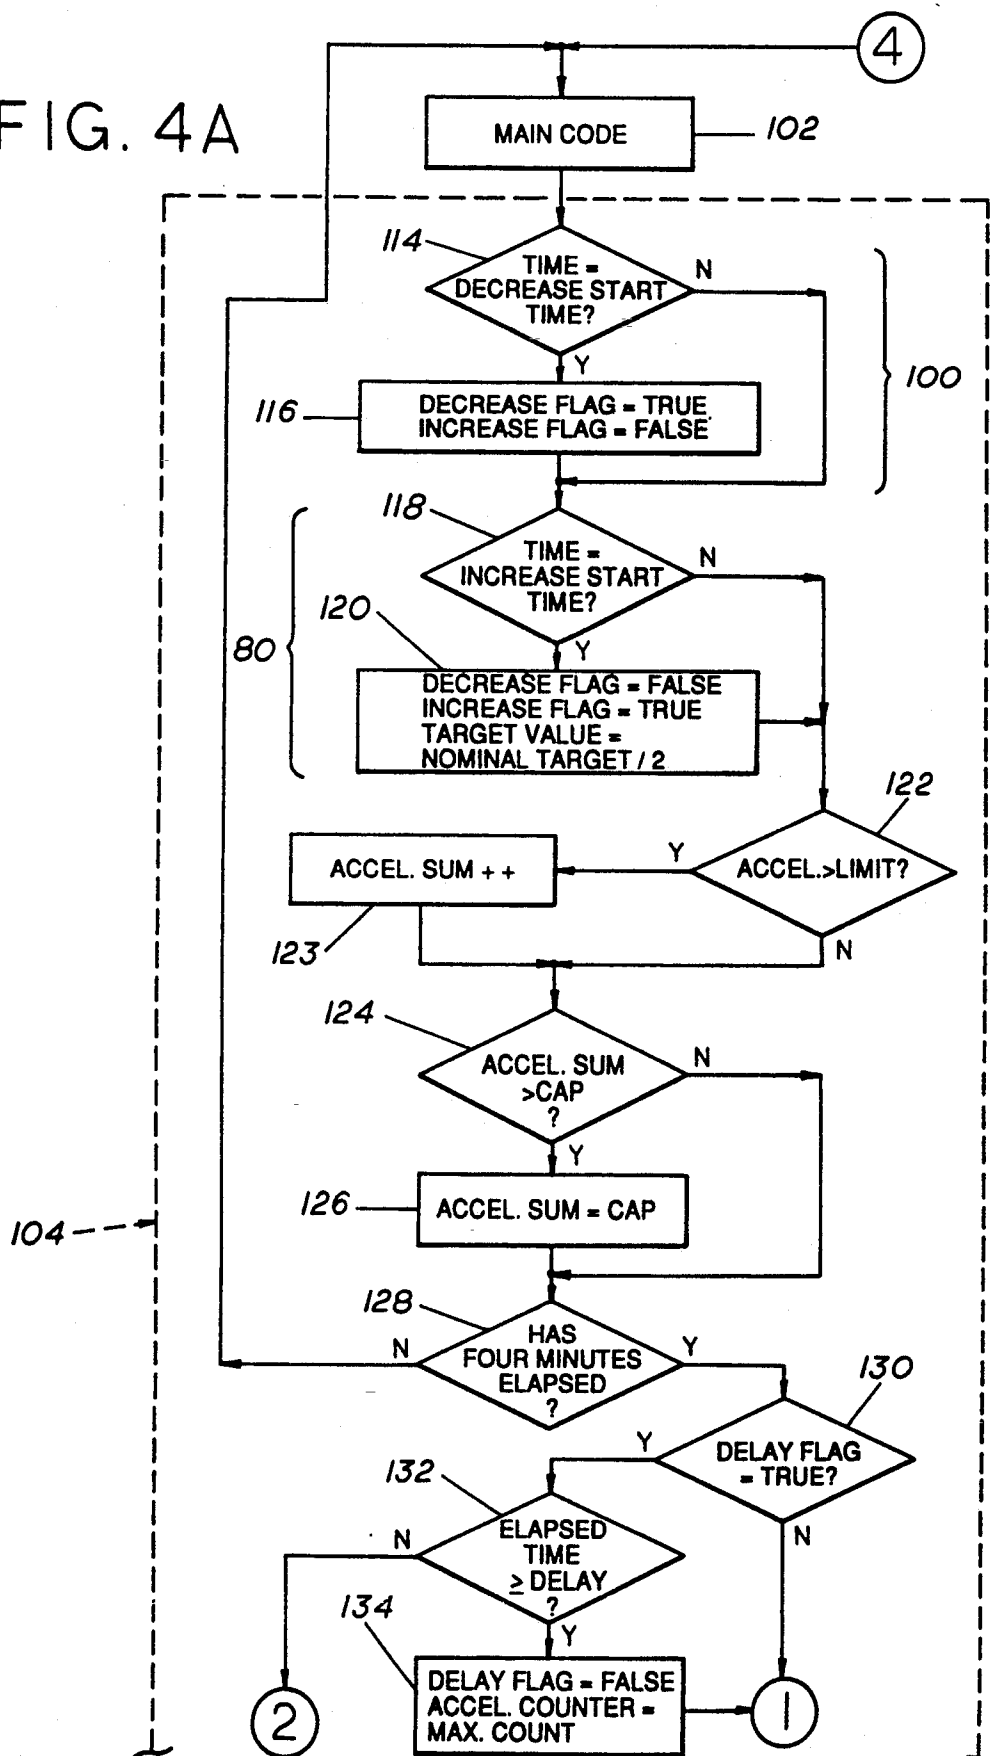 4
FIG. 4A
MAIN CODE
102
114
TIME =
DECREASE START
TIME?
N
Y
100
116
DECREASE FLAG = TRUE
INCREASE FLAG = FALSE
118
TIME =
INCREASE START
TIME?
N
Y
120
80
DECREASE FLAG = FALSE
INCREASE FLAG = TRUE
TARGET VALUE =
NOMINAL TARGET / 2
122
ACCEL.>LIMIT?
Y
N
ACCEL. SUM + +
123
124
ACCEL. SUM
>CAP
?
N
Y
126
ACCEL. SUM = CAP
104
128
HAS
FOUR MINUTES
ELAPSED
?
N
Y
130
DELAY FLAG
= TRUE?
Y
N
132
ELAPSED
TIME
≥ DELAY
?
N
Y
134
DELAY FLAG = FALSE
ACCEL. COUNTER =
MAX. COUNT
2
1